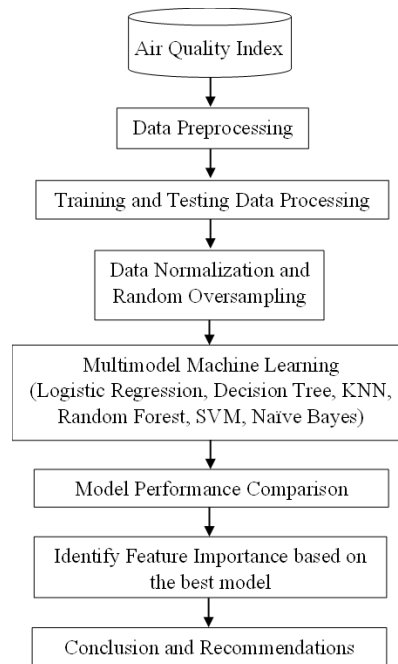 Air Quality Index
Data Preprocessing
Training and Testing Data Processing
Data Normalization and
Random Oversampling
Multimodel Machine Learning
(Logistic Regression, Decision Tree, KNN,
Random Forest, SVM, Naïve Bayes)
Model Performance Comparison
Identify Feature Importance based on
the best model
Conclusion and Recommendations